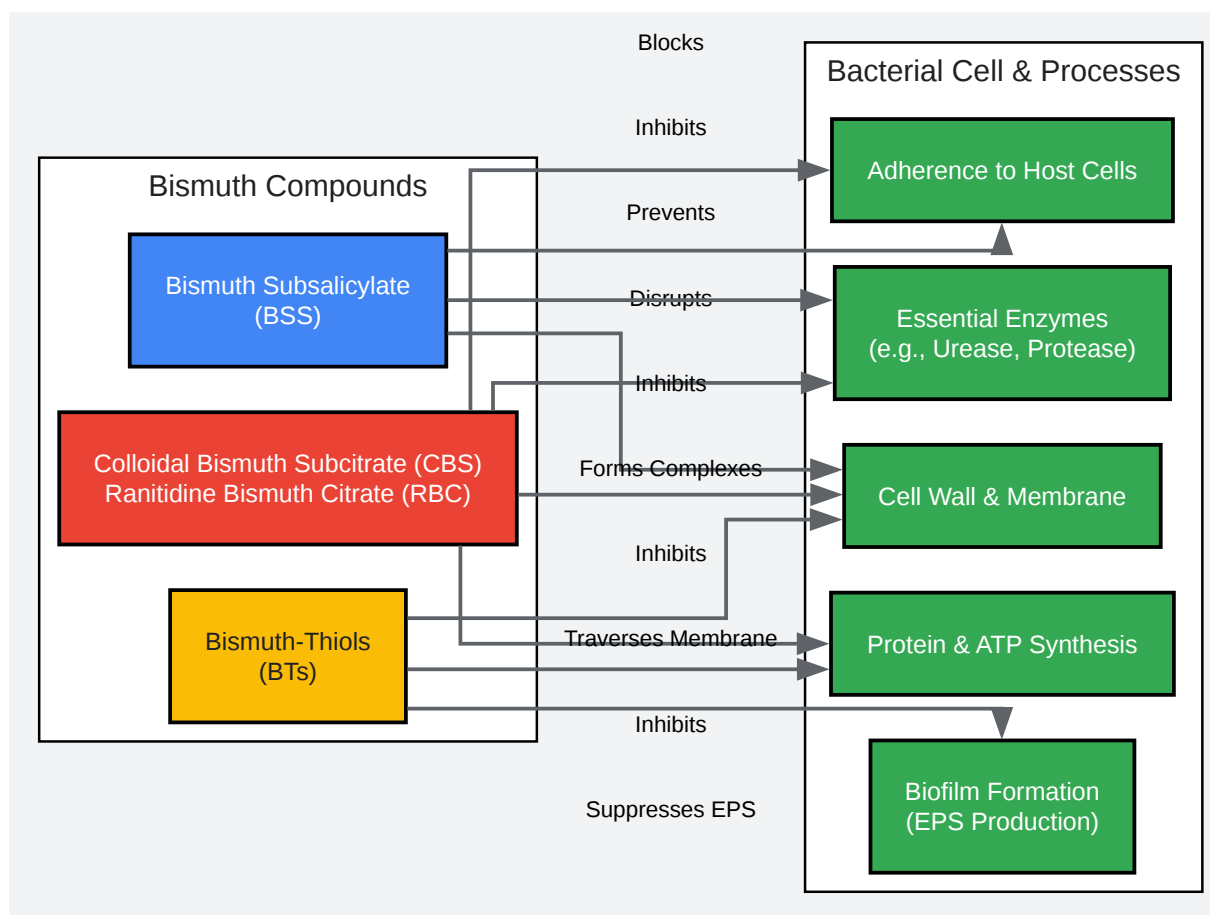 Bismuth Compounds
Bismuth Subsalicylate
(BSS)
Colloidal Bismuth Subcitrate (CBS)
Ranitidine Bismuth Citrate (RBC)
Bismuth-Thiols
(BTs)
Blocks
Inhibits
Prevents
Disrupts
Inhibits
Forms Complexes
Inhibits
Traverses Membrane
Inhibits
Suppresses EPS
Bacterial Cell & Processes
Adherence to Host Cells
Essential Enzymes
(e.g., Urease, Protease)
Cell Wall & Membrane
Protein & ATP Synthesis
Biofilm Formation
(EPS Production)